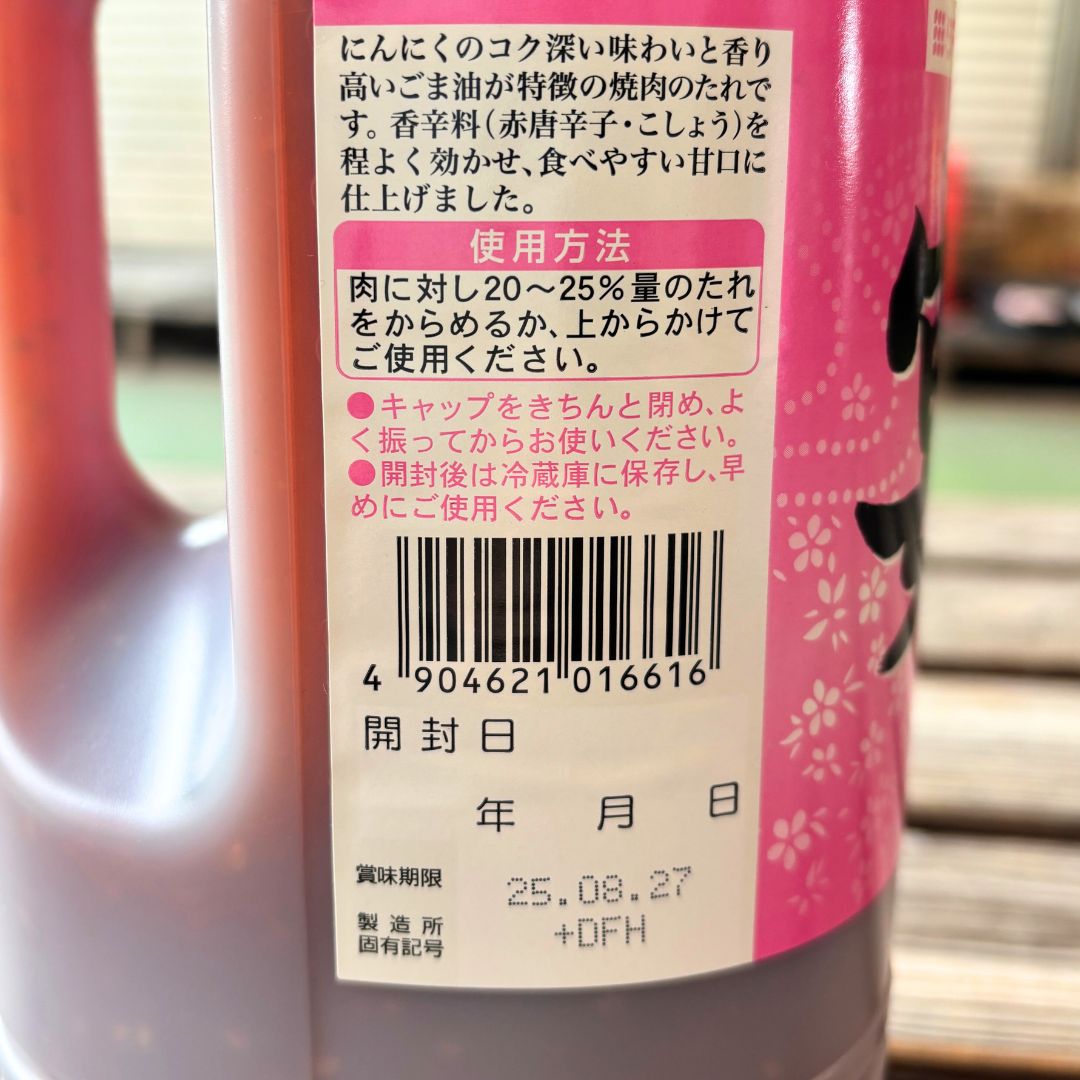 にんにくのコク深い味わいと香り
高いごま油が特徴の焼肉のたれで
す。香辛料（赤唐辛子・こしょう）を
程よく効かせ、食べやすい甘口に
仕上げました。
使用方法
肉に対し20～25%量のたれ
をからめるか、上からかけて
ご使用ください。
●キャップをきちんと閉め、よ
く振ってからお使いください。
●開封後は冷蔵庫に保存し、早
めにご使用ください。
4 904621 016616
開封日
年 月 日
賞味期限 25.08.27
製造所
固有記号 +DFH